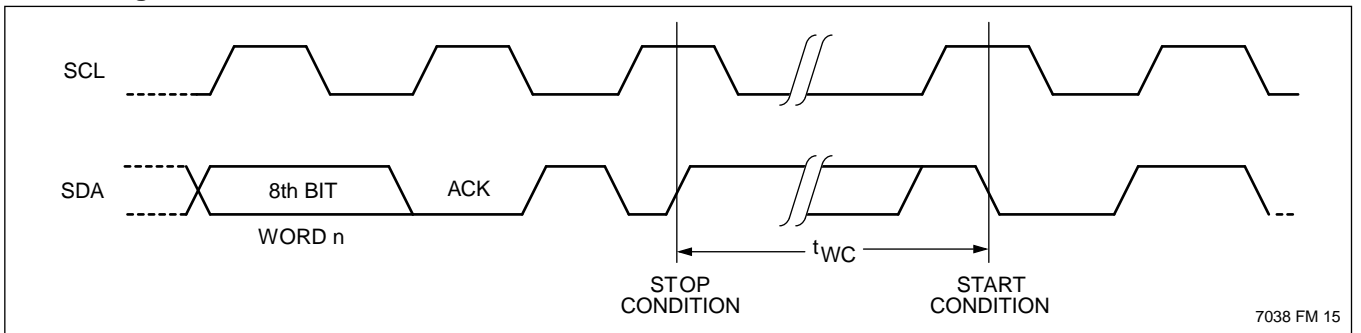 SCL
SDA
8th BIT
ACK
WORD n
tWC
STOP
CONDITION
START
CONDITION
7038 FM 15